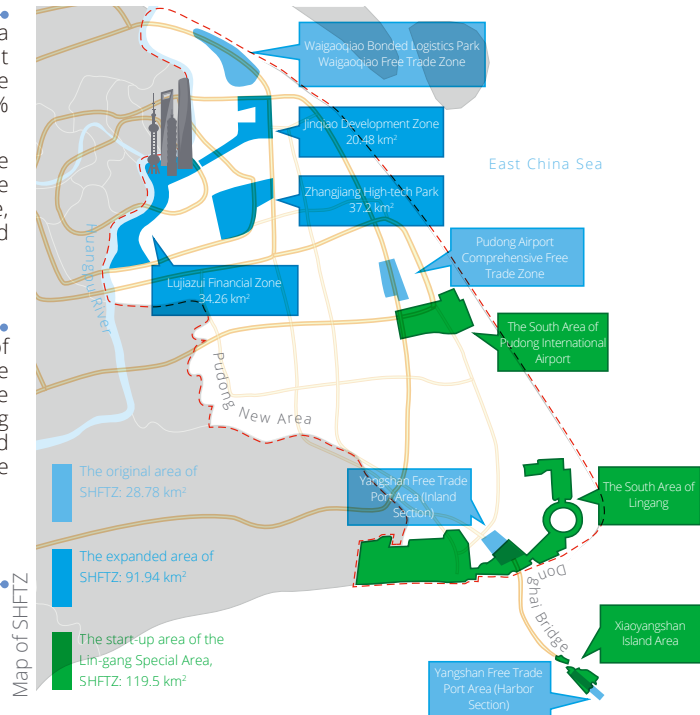 a
t
e
%
e
e
e,
d
of
e
e
g
d
e
Waigaoqiao Bonded Logistics Park
Waigaoqiao Free Trade Zone
Jinqiao Development Zone
20.48 km²
East China Sea
Zhangjiang High-tech Park
37.2 km²
Pudong Airport
Comprehensive Free
Trade Zone
Huangpu River
Lujiazui Financial Zone
34.26 km²
The South Area of
Pudong International
Airport
Pudong New Area
The original area of
SHFTZ: 28.78 km²
Yangshan Free Trade
Port Area (Inland
Section)
The South Area of
Lingang
The expanded area of
SHFTZ: 91.94 km²
Donghai Bridge
The start-up area of the
Lin-gang Special Area,
SHFTZ: 119.5 km²
Xiaoyangshan
Island Area
Yangshan Free Trade
Port Area (Harbor
Section)
Map of SHFTZ